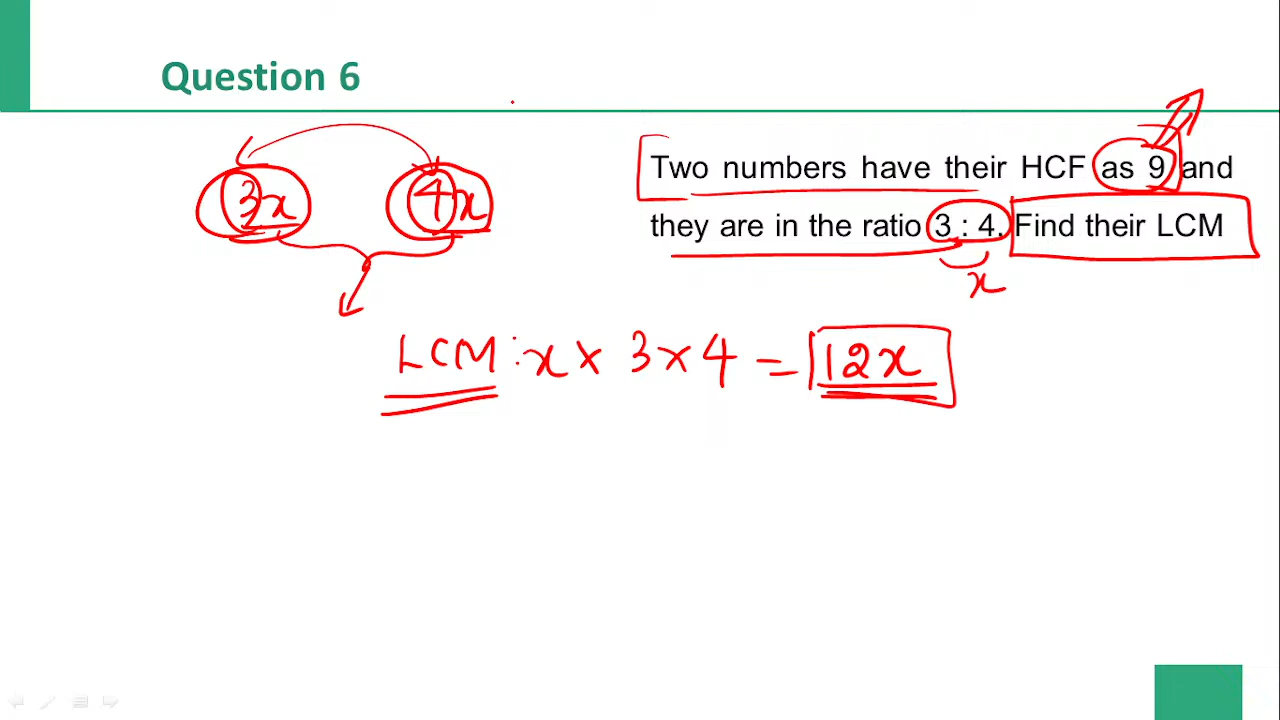 Question 6
Two numbers have their HCF as 9 and
they are in the ratio 3 : 4. Find their LCM
x
3x 4x
LCM : x × 3 × 4 = 12x